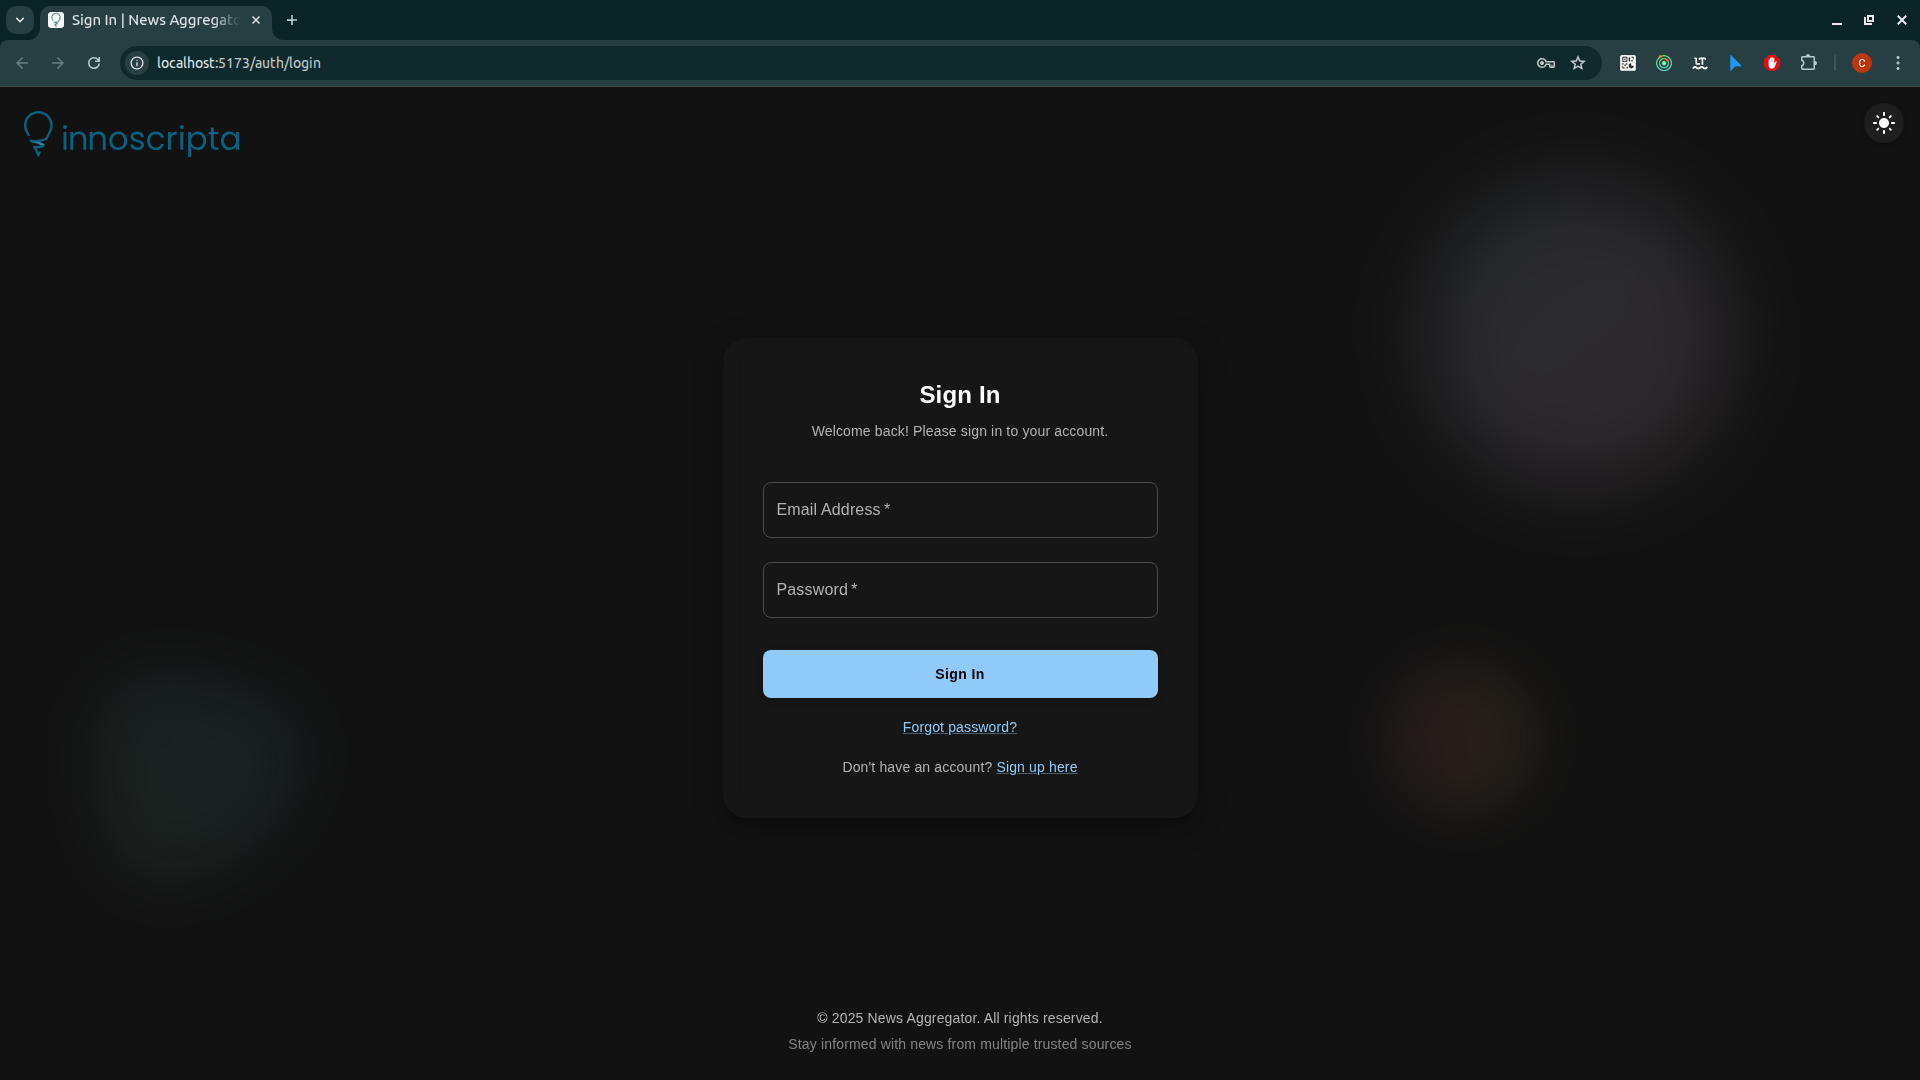 Sign In | News Aggregato
localhost:5173/auth/login
LT
C
innoscripta
Sign In
Welcome back! Please sign in to your account.
Email Address *
Password *
Sign In
Forgot password?
Don't have an account? Sign up here
© 2025 News Aggregator. All rights reserved.
Stay informed with news from multiple trusted sources